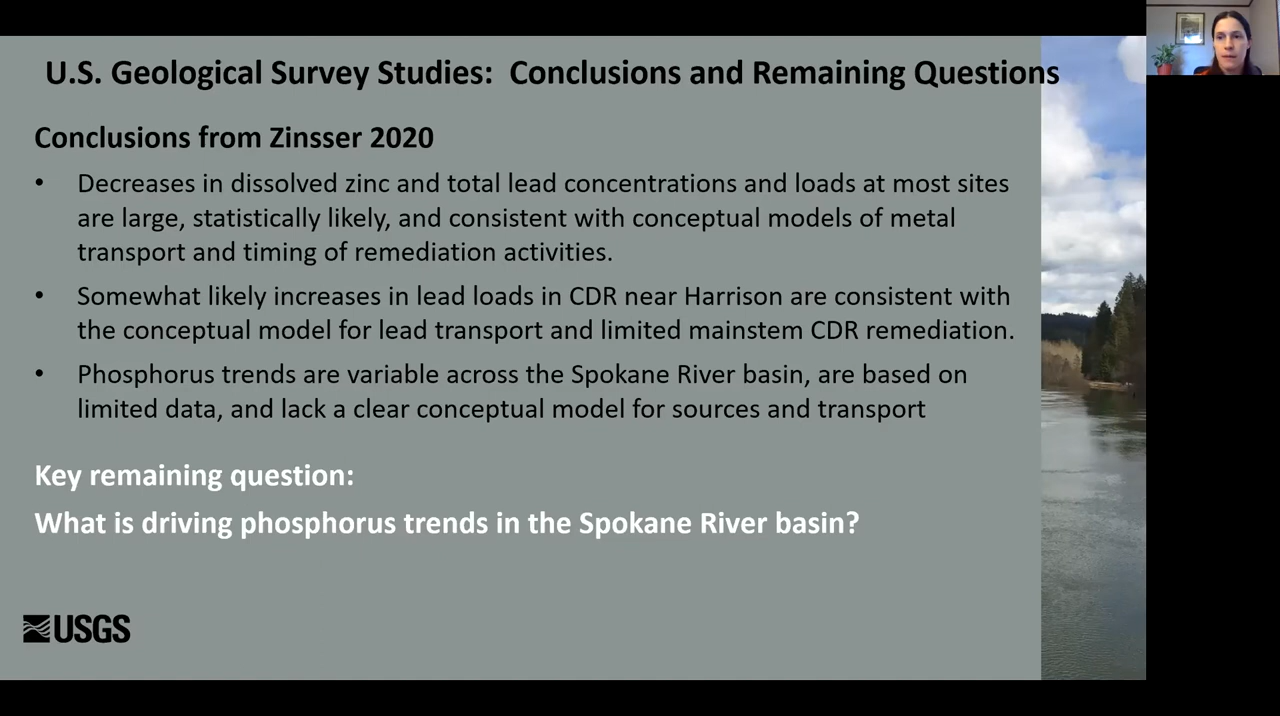 U.S. Geological Survey Studies:  Conclusions and Remaining Questions
Conclusions from Zinsser 2020
• Decreases in dissolved zinc and total lead concentrations and loads at most sites
are large, statistically likely, and consistent with conceptual models of metal
transport and timing of remediation activities.
• Somewhat likely increases in lead loads in CDR near Harrison are consistent with
the conceptual model for lead transport and limited mainstem CDR remediation.
• Phosphorus trends are variable across the Spokane River basin, are based on
limited data, and lack a clear conceptual model for sources and transport
Key remaining question:
What is driving phosphorus trends in the Spokane River basin?
USGS